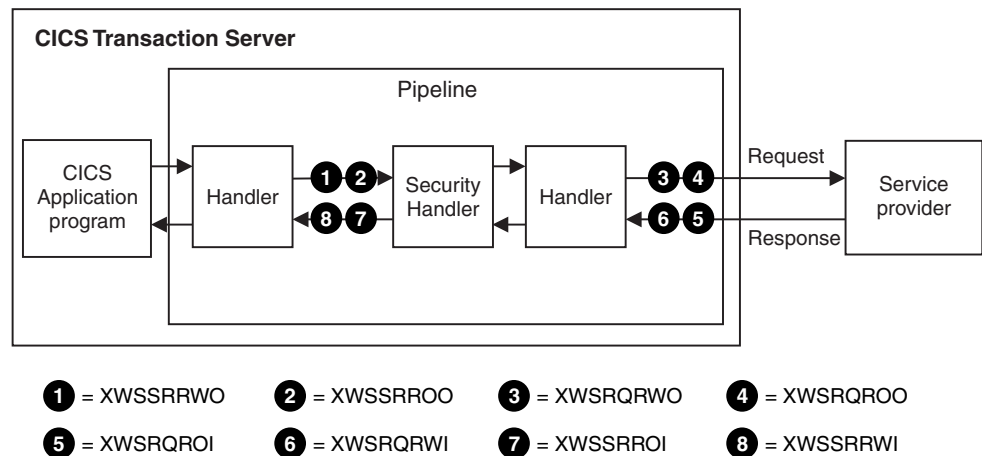 CICS Transaction Server
Pipeline
CICS
Application
program
Handler
1 2
8 7
Security
Handler
Handler
3 4
6 5
Request
Response
Service
provider
1 = XWSSRRWO 2 = XWSSRROO 3 = XWSRQRWO 4 = XWSRQROO
5 = XWSRQROI 6 = XWSRQRWI 7 = XWSSRROI 8 = XWSSRRWI